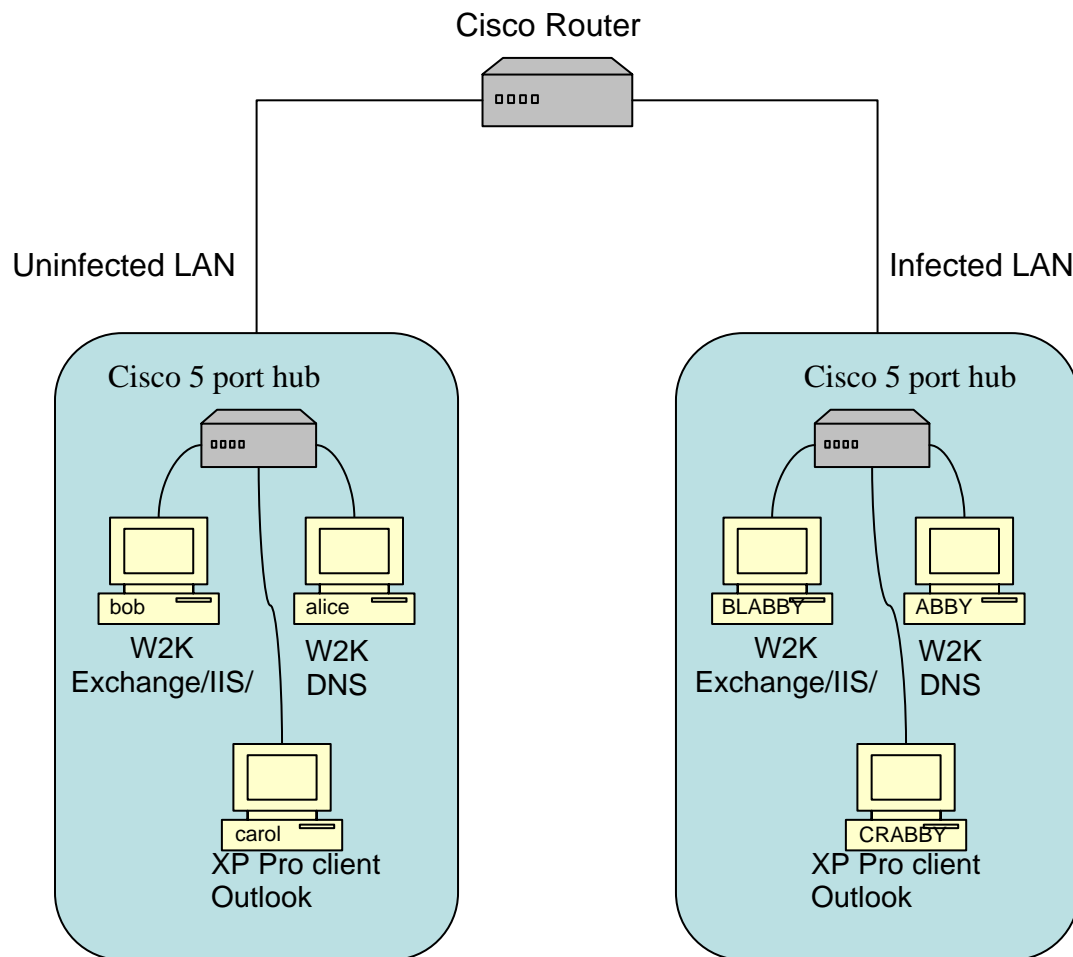 Cisco Router
Uninfected LAN
Infected LAN
Cisco 5 port hub
bob
alice
W2K
Exchange/IIS/
W2K
DNS
carol
XP Pro client
Outlook
Cisco 5 port hub
BLABBY
ABBY
W2K
Exchange/IIS/
W2K
DNS
CRABBY
XP Pro client
Outlook